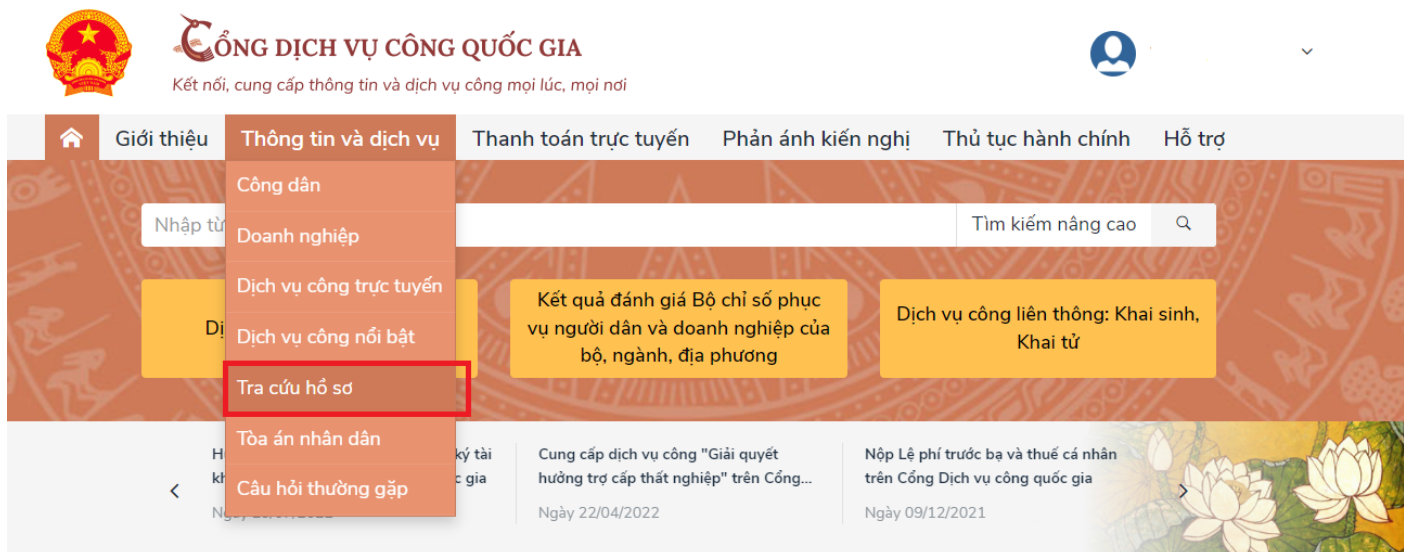 CỔNG DỊCH VỤ CÔNG QUỐC GIA
Kết nối, cung cấp thông tin và dịch vụ công mọi lúc, mọi nơi
Giới thiệu Thông tin và dịch vụ Thanh toán trực tuyến Phản ánh kiến nghị Thủ tục hành chính Hỗ trợ
Công dân
Doanh nghiệp
Dịch vụ công trực tuyến
Dịch vụ công nổi bật
Tra cứu hồ sơ
Tòa án nhân dân
Câu hỏi thường gặp
Nhập từ
Tìm kiếm nâng cao
Kết quả đánh giá Bộ chỉ số phục
vụ người dân và doanh nghiệp của
bộ, ngành, địa phương
Dịch vụ công liên thông: Khai sinh,
Khai tử
ký tài
gia
Cung cấp dịch vụ công "Giải quyết
hưởng trợ cấp thất nghiệp" trên Cổng...
Ngày 22/04/2022
Nộp Lệ phí trước bạ và thuế cá nhân
trên Cổng Dịch vụ công quốc gia
Ngày 09/12/2021